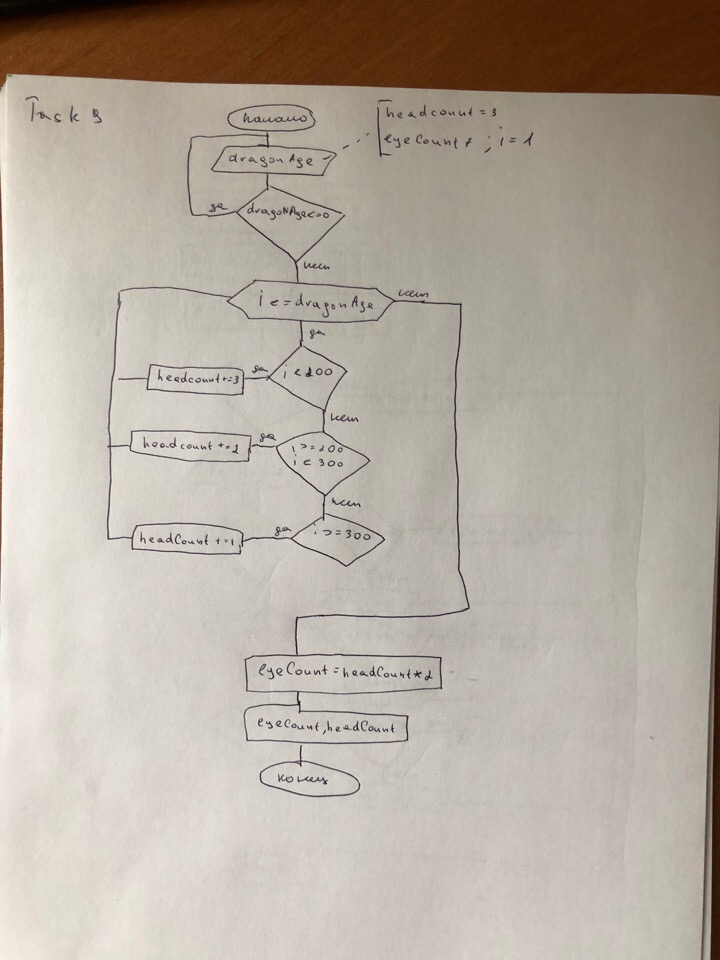 Task 9
начало
headcount=3
eyeCount ; i=1
dragonAge
да
dragoNAge<=0
нет
i <= dragonAge
нет
да
i < 200
да
headcount+=3
нет
i >= 200
i < 300
да
headcount +=2
нет
i >= 300
да
headCount +=1
eyeCount = headCount*2
eyeCount, headCount
конец